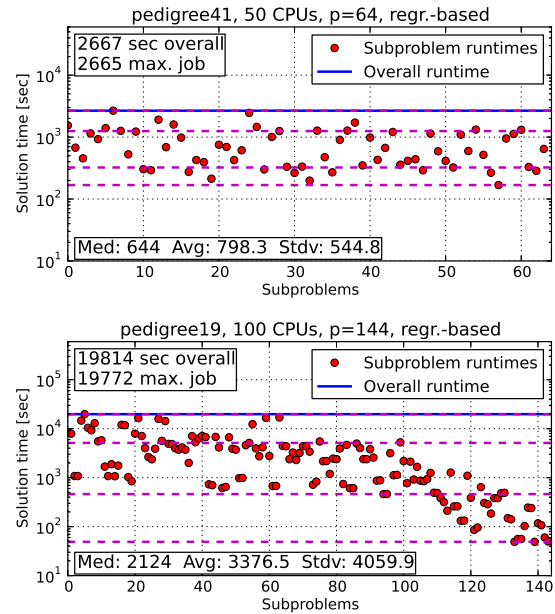 pedigree41, 50 CPUs, p=64, regr.-based
2667 sec overall
2665 max. job
Subproblem runtimes
Overall runtime
Solution time [sec]
10^4
10^3
10^2
10^1
Med: 644 Avg: 798.3 Stdv: 544.8
0 10 20 30 40 50 60
Subproblems
pedigree19, 100 CPUs, p=144, regr.-based
19814 sec overall
19772 max. job
Subproblem runtimes
Overall runtime
Solution time [sec]
10^5
10^4
10^3
10^2
10^1
Med: 2124 Avg: 3376.5 Stdv: 4059.9
0 20 40 60 80 100 120 140
Subproblems